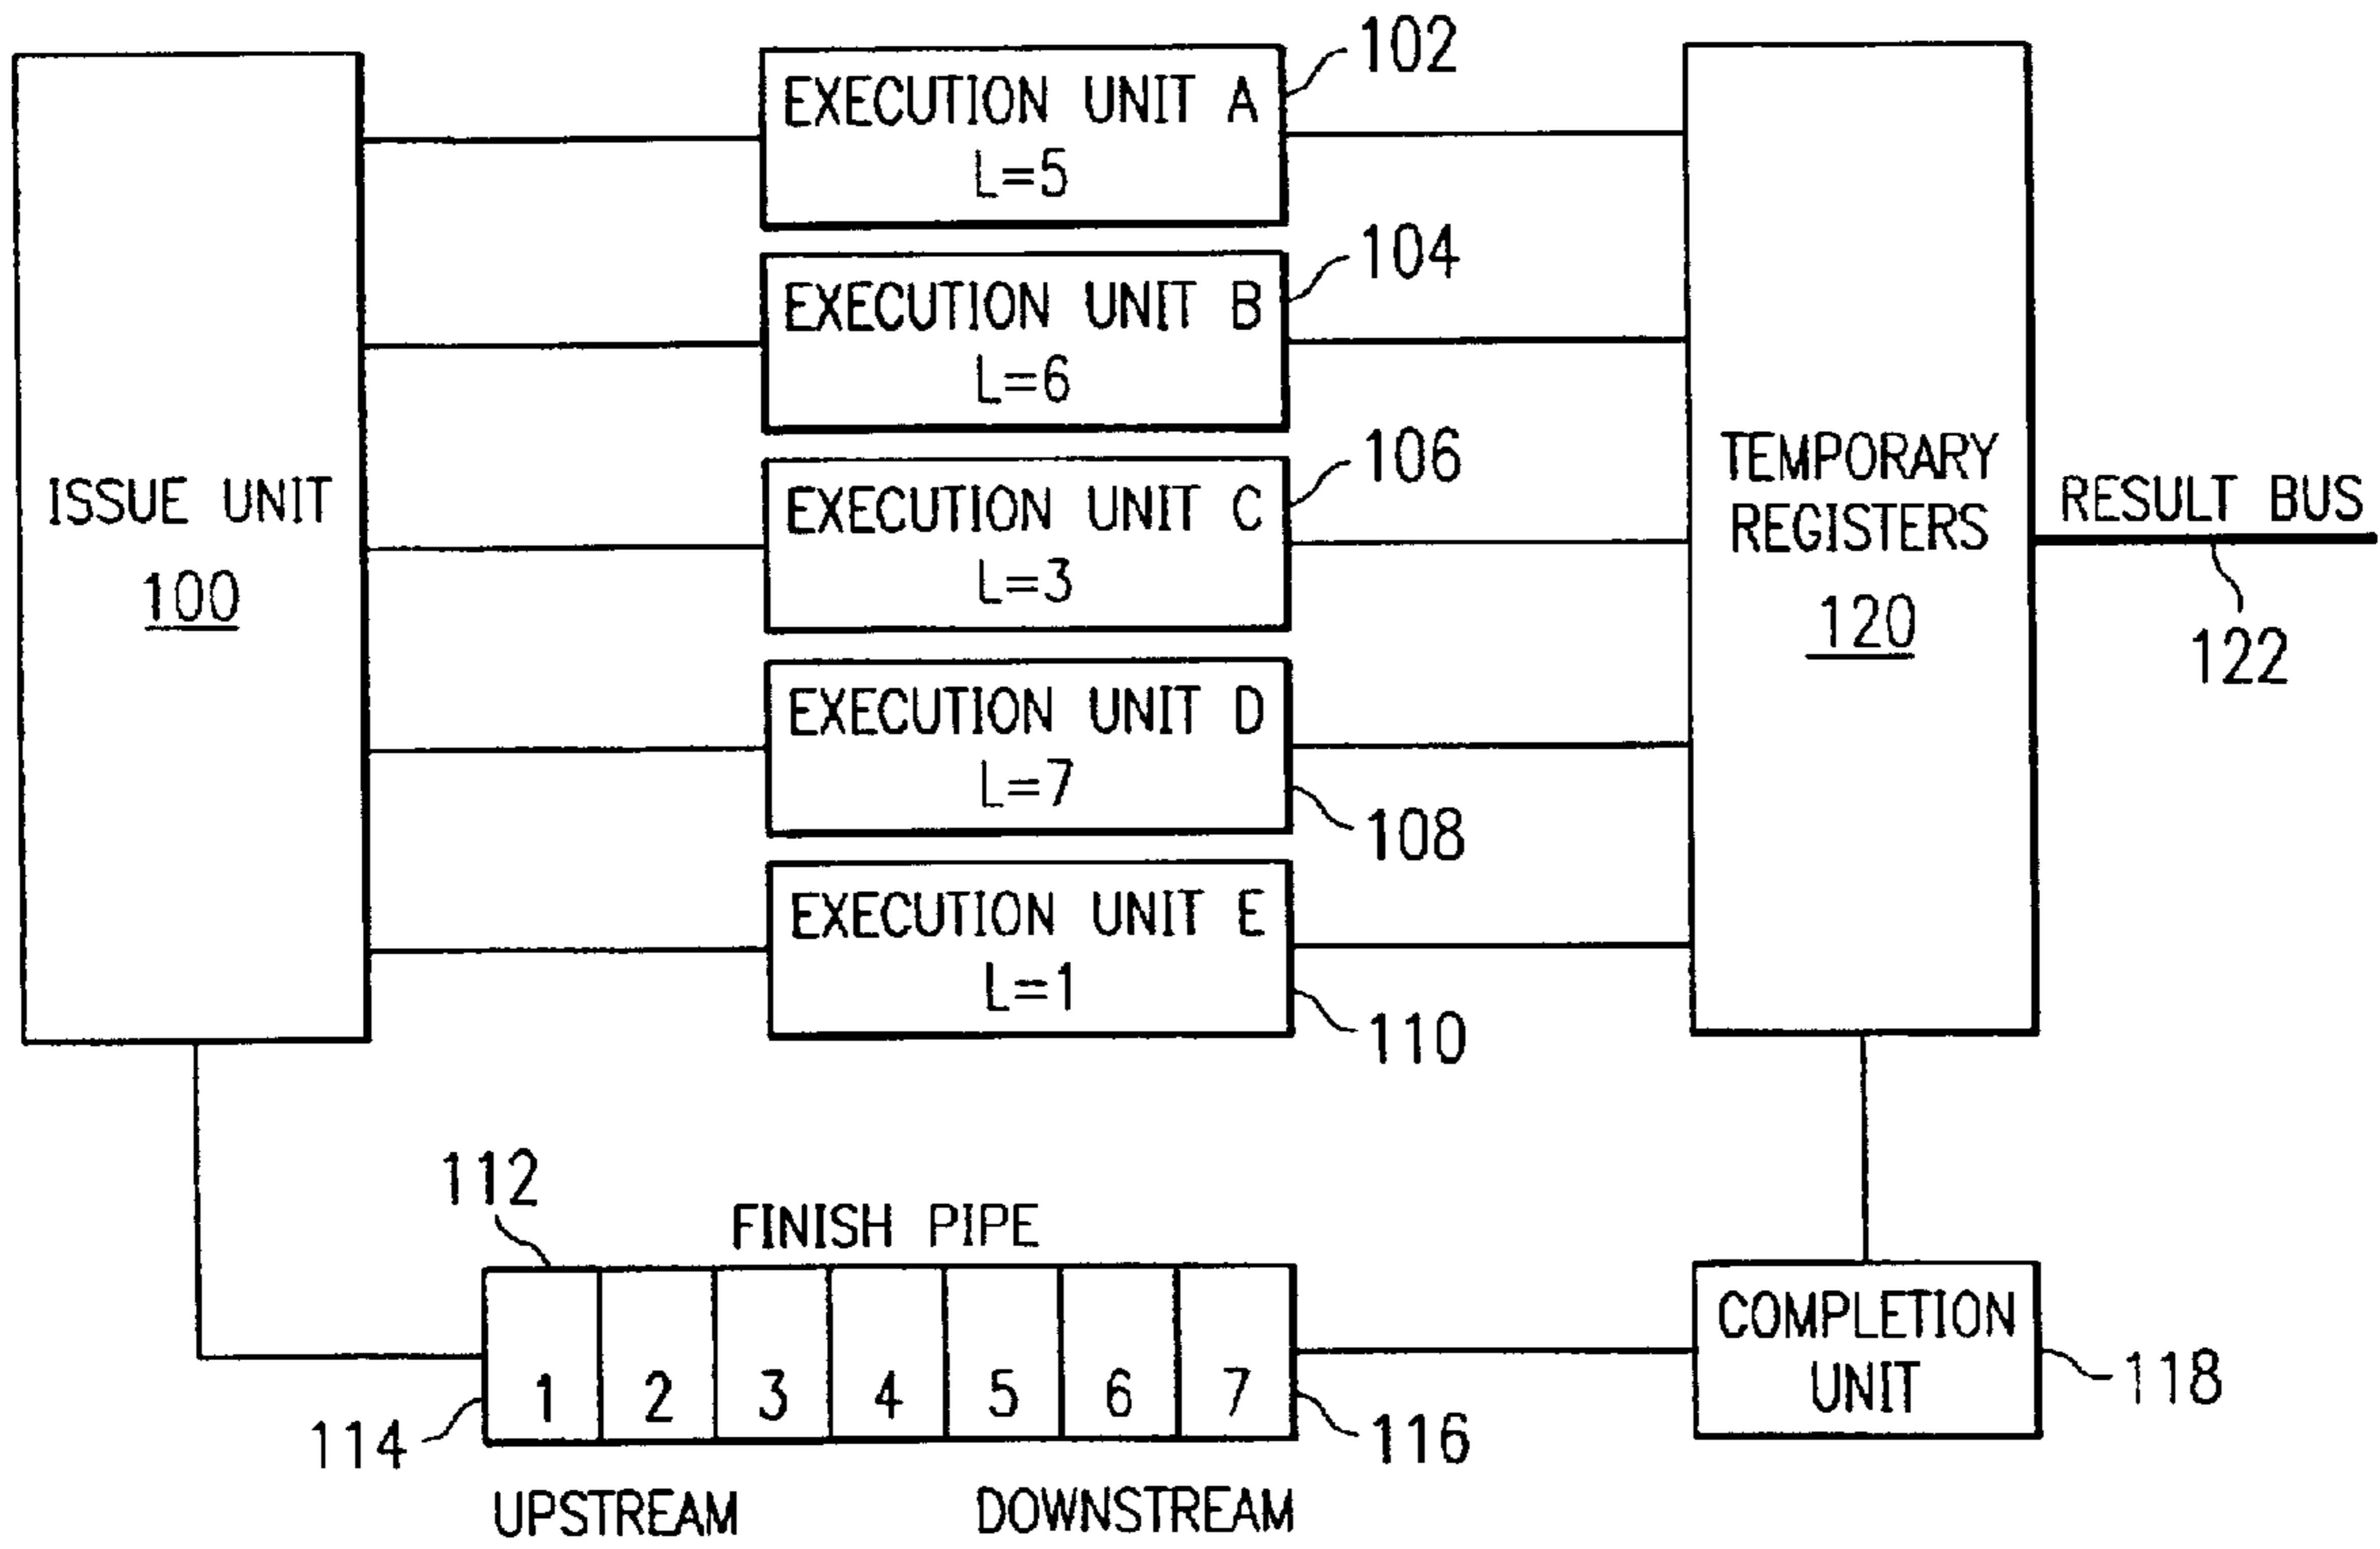 102
EXECUTION UNIT A
L=5
104
EXECUTION UNIT B
L=6
106
EXECUTION UNIT C
L=3
EXECUTION UNIT D
L=7
108
EXECUTION UNIT E
L=1
110
ISSUE UNIT
100
TEMPORARY
REGISTERS
120
RESULT BUS
122
112
FINISH PIPE
1 2 3 4 5 6 7
114
116
UPSTREAM
DOWNSTREAM
COMPLETION
UNIT
118